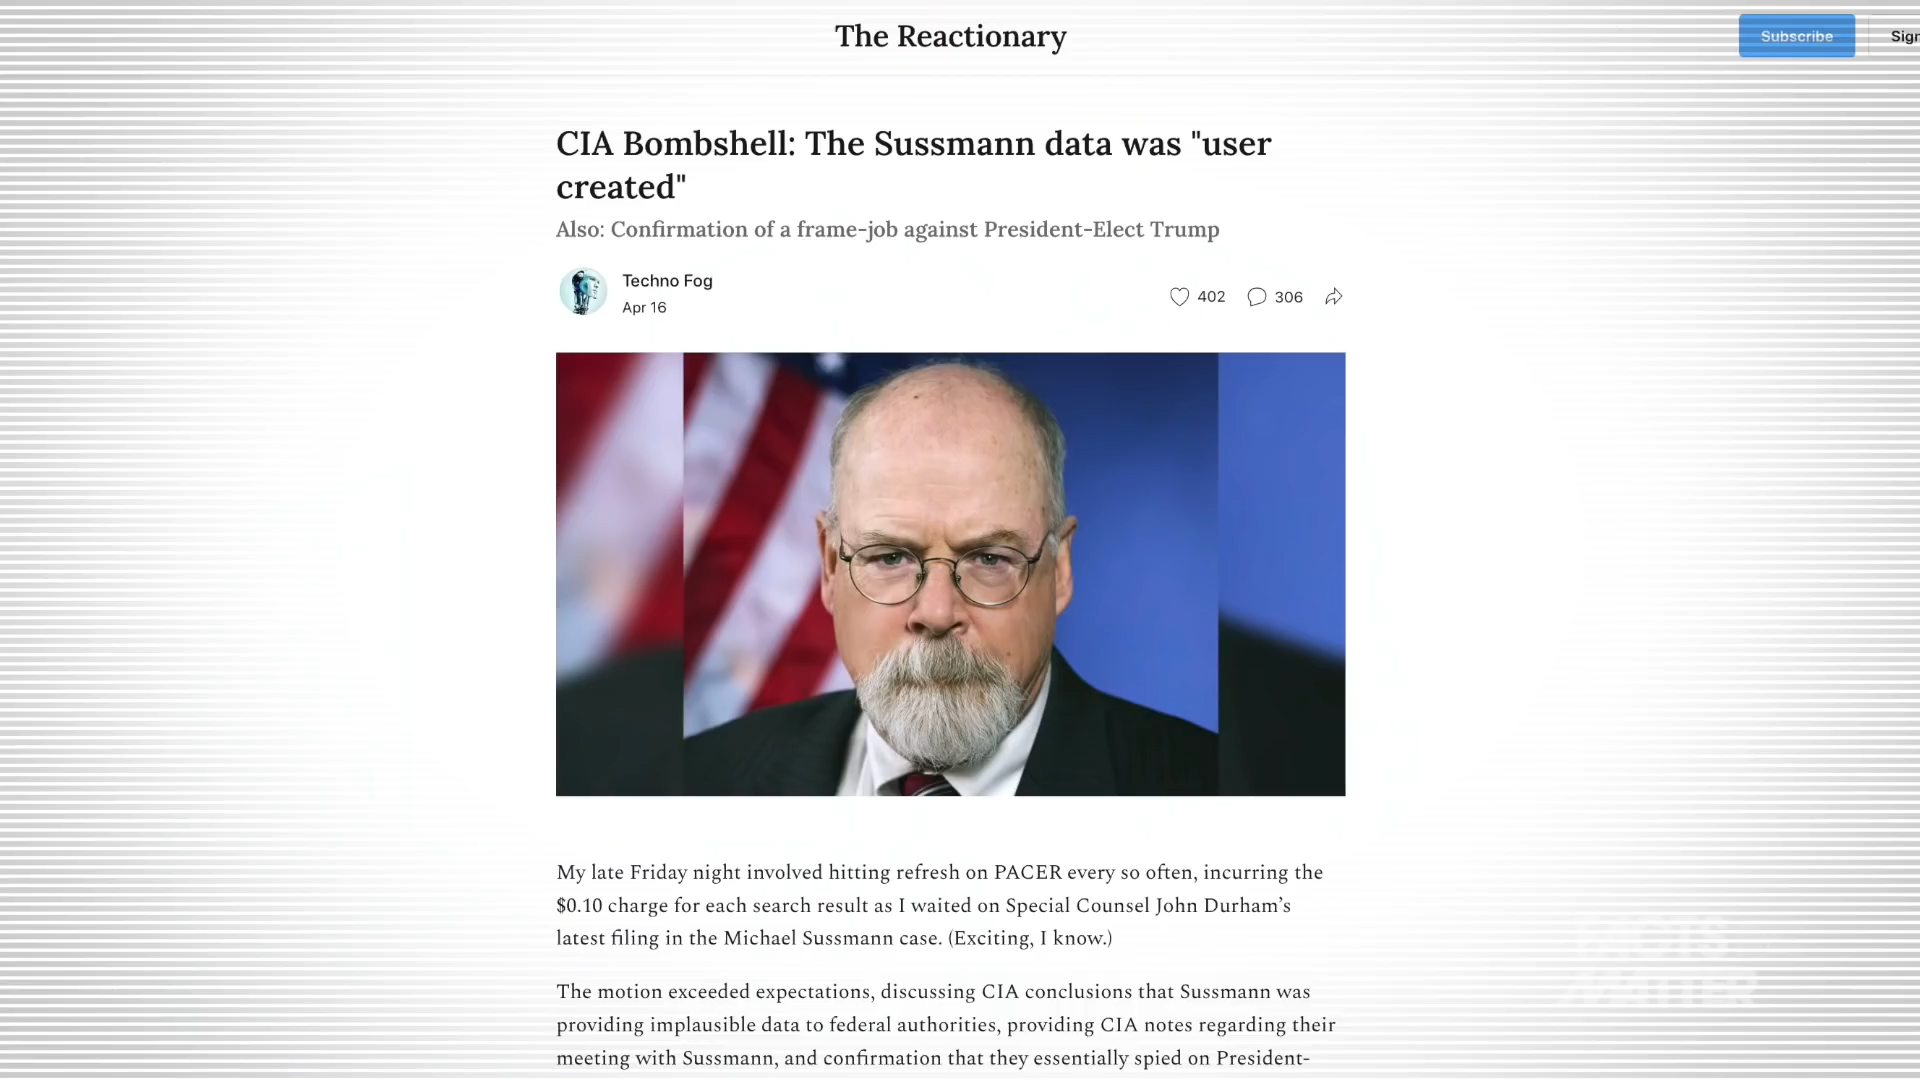 The Reactionary
Subscribe
Sign
CIA Bombshell: The Sussmann data was "user
created"
Also: Confirmation of a frame-job against President-Elect Trump
Techno Fog
Apr 16
402
306
My late Friday night involved hitting refresh on PACER every so often, incurring the
$0.10 charge for each search result as I waited on Special Counsel John Durham’s
latest filing in the Michael Sussmann case. (Exciting, I know.)
The motion exceeded expectations, discussing CIA conclusions that Sussmann was
providing implausible data to federal authorities, providing CIA notes regarding their
meeting with Sussmann, and confirmation that they essentially spied on President-
FACTS
MATTER